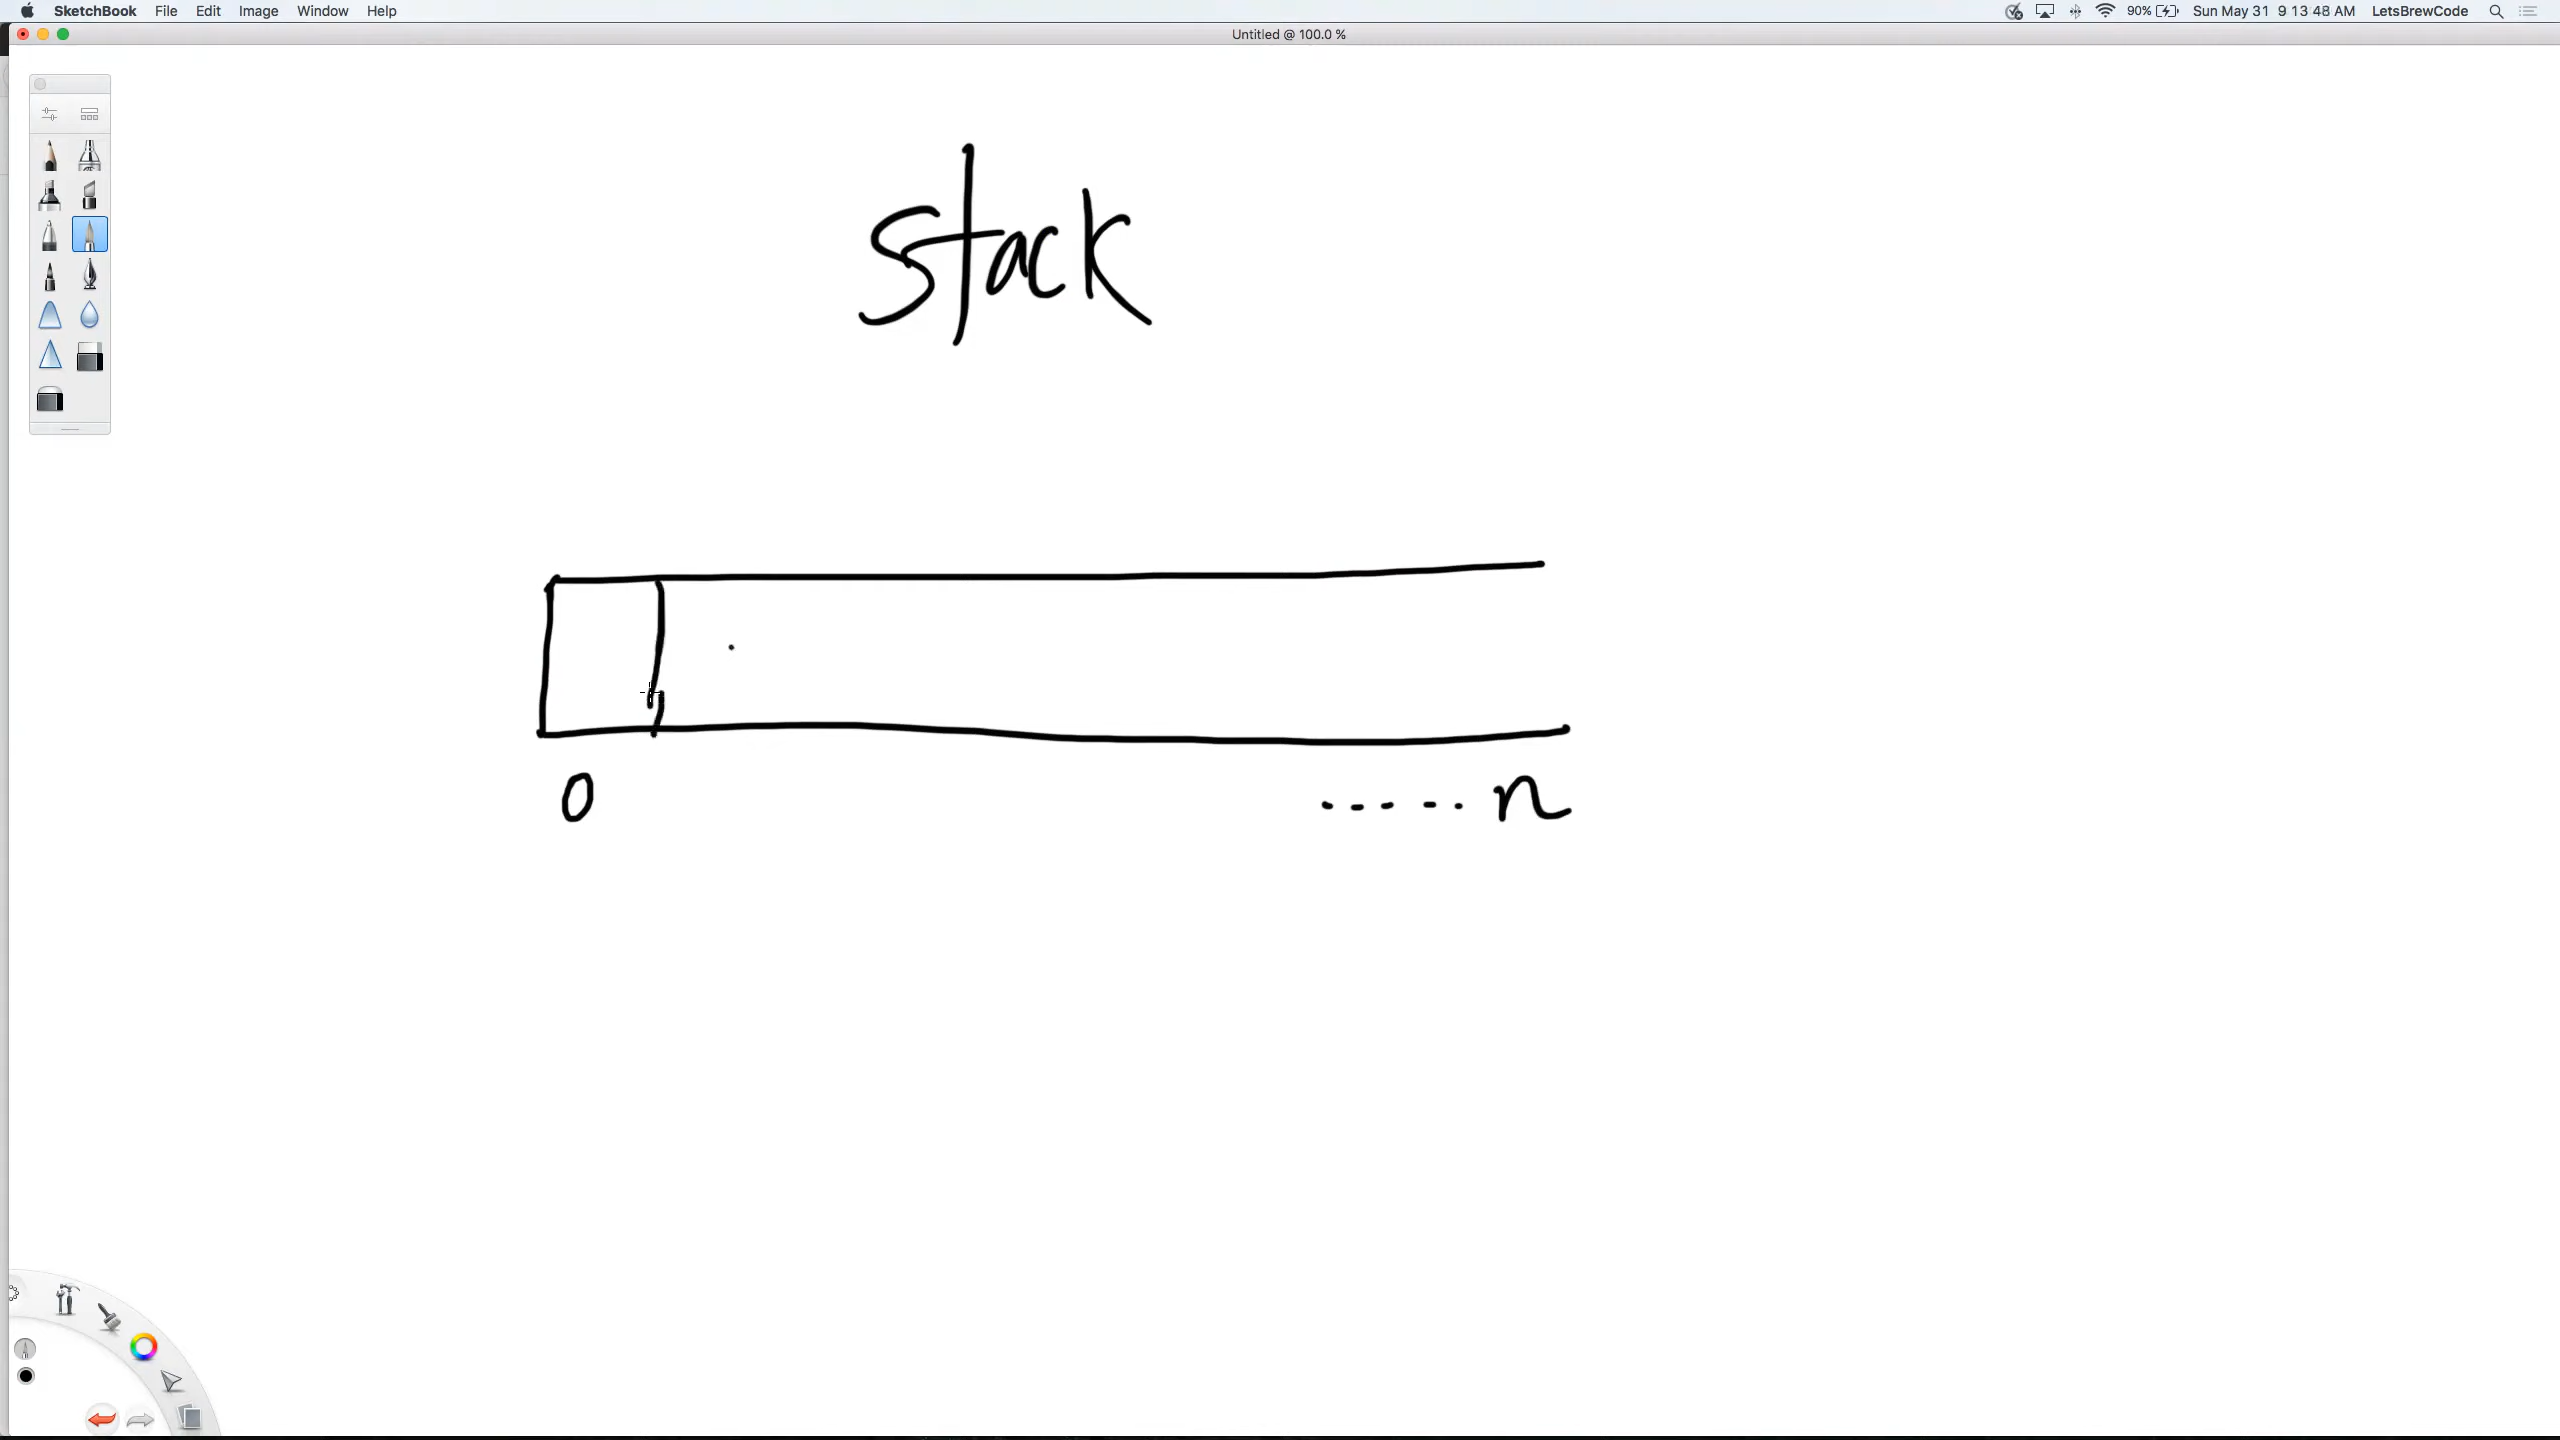 SketchBook File Edit Image Window Help 90% Sun May 31 9 13 48 AM LetsBrewCode
Untitled @ 100.0 %
stack
0 ...... n